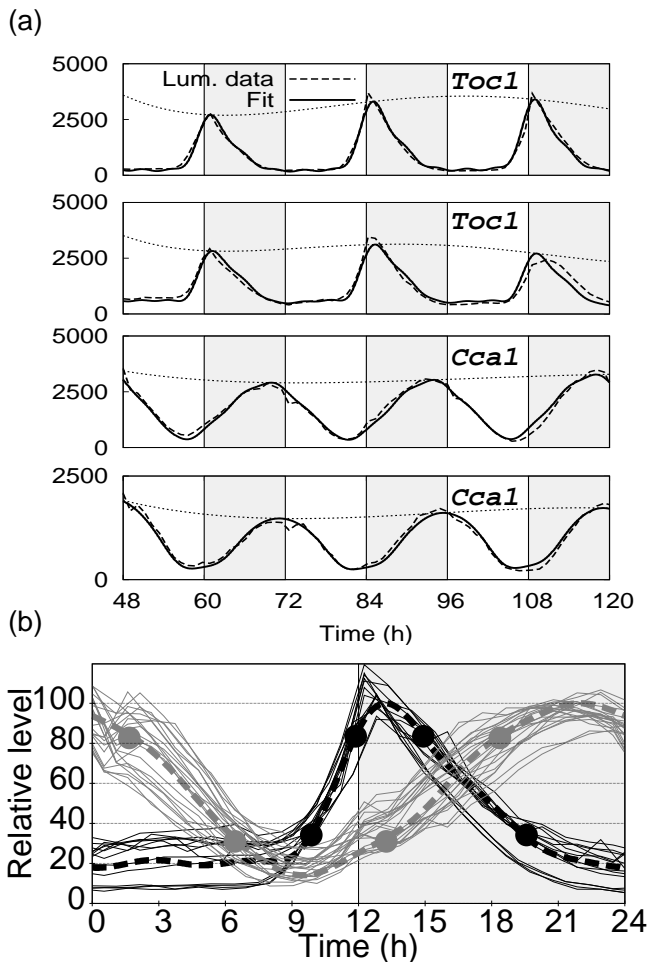 (a)
5000
2500
0
Lum. data
Fit
Toc1
5000
2500
0
Toc1
5000
2500
0
Cca1
2500
0
Cca1
48 60 72 84 96 108 120
Time (h)
(b)
Relative level
100
80
60
40
20
0
0 3 6 9 12 15 18 21 24
Time (h)